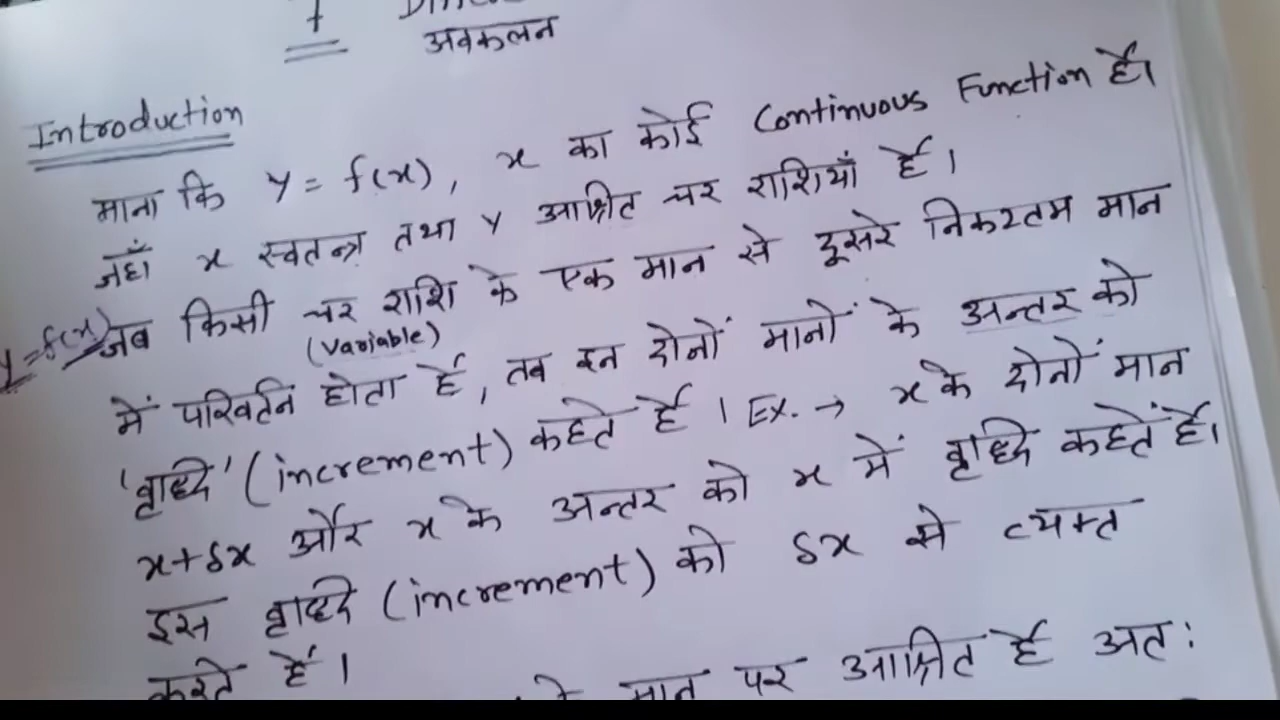 अवकलन
Introduction
माना कि y = f(x), x का कोई Continuous Function है।
जहाँ x स्वतन्त्र तथा y आश्रित चर राशियाँ हैं।
y = f(x) जब किसी चर राशि के एक मान से दूसरे निकटतम मान
(Variable)
में परिवर्तन होता है, तब इन दोनों मानों के अन्तर को
'वृद्धि' (increment) कहते हैं। Ex. → x के दोनों मान
x+δx और x के अन्तर को x में वृद्धि कहतें हैं।
इस वृद्धि (increment) को δx से व्यक्त
करते हैं।
मान पर आश्रित है अत: